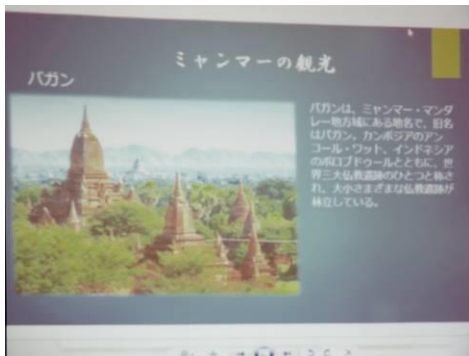 ミャンマーの観光
バガン
バガンは、ミャンマー・マンダ
レー地方域にある地名で、旧名
はパガン。カンボジアのアン
コール・ワット、インドネシア
のボロブドゥールとともに、世
界三大仏教遺跡のひとつと称さ
れ、大小さまざまな仏教遺跡が
林立している。